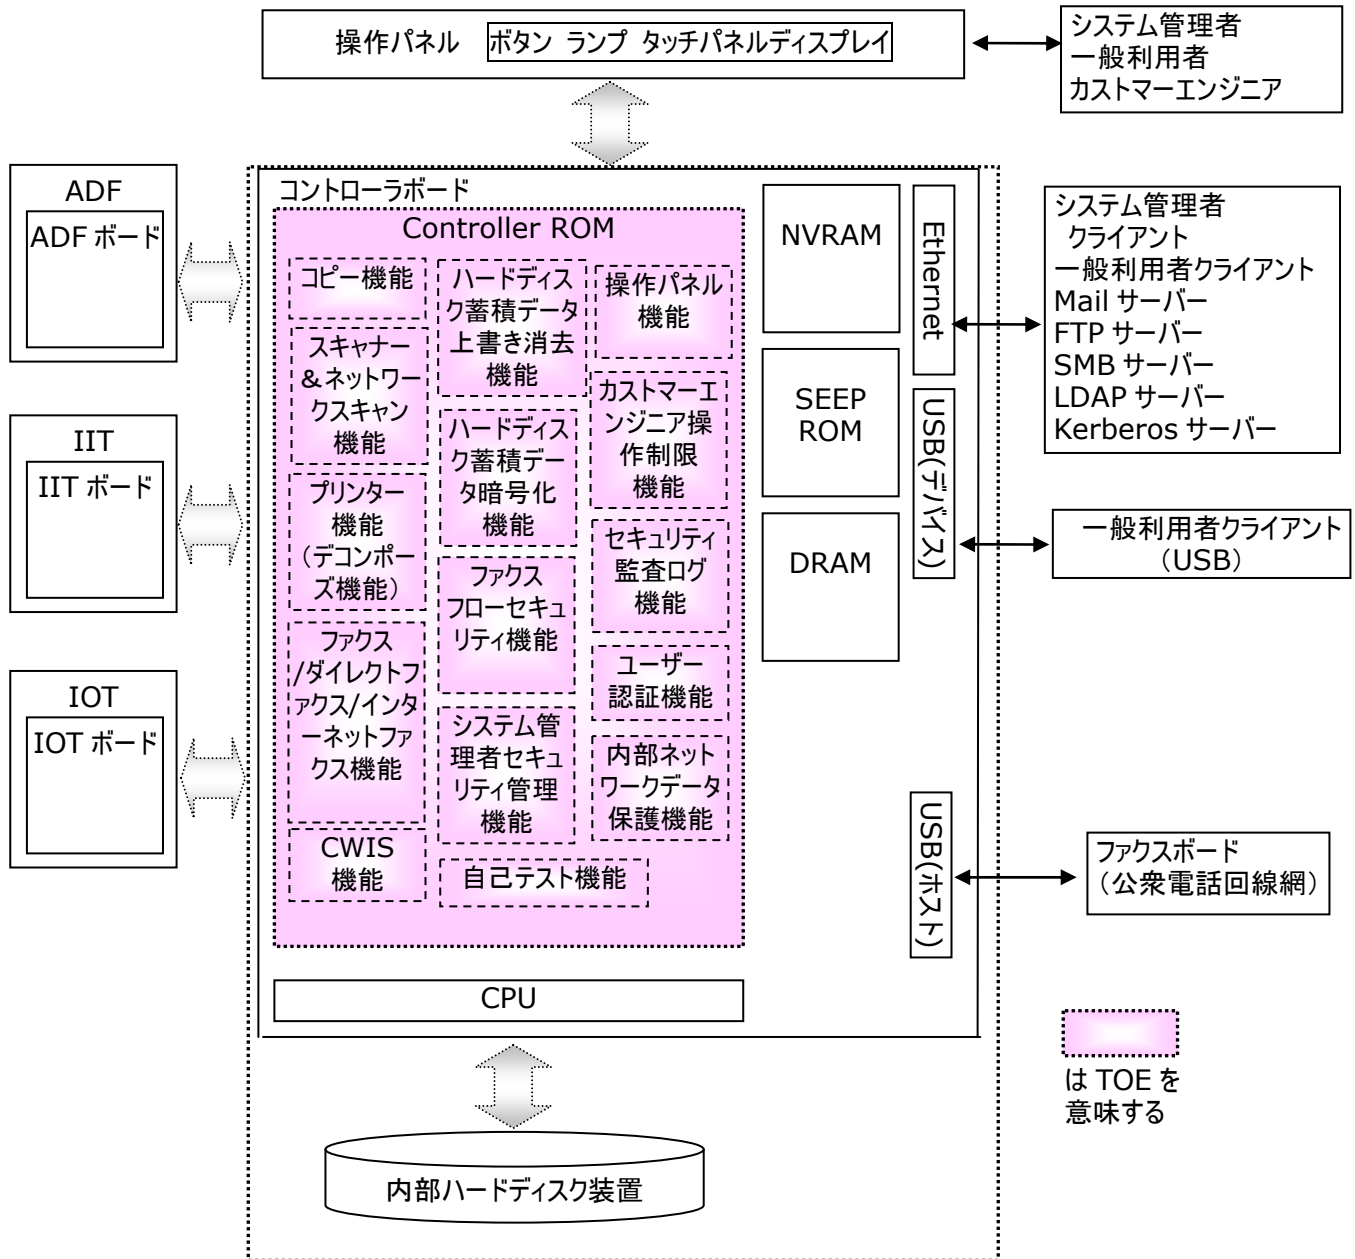 操作パネル ボタン ランプ タッチパネルディスプレイ
システム管理者
一般利用者
カストマーエンジニア
ADF
ADF ボード
IIT
IIT ボード
IOT
IOT ボード
コントローラボード
Controller ROM
コピー機能
スキャナー
&ネットワー
クスキャン
機能
プリンター
機能
(デコンポー
ズ機能)
ファクス
/ダイレクトフ
ァクス/インタ
ーネットファ
クス機能
CWIS
機能
ハードディス
ク蓄積データ
上書き消去
機能
ハードディス
ク蓄積デー
タ暗号化
機能
ファクス
フローセキュ
リティ機能
システム管
理者セキュ
リティ管理
機能
自己テスト機能
操作パネル
機能
カストマーエ
ンジニア操
作制限
機能
セキュリティ
監査ログ
機能
ユーザー
認証機能
内部ネット
ワークデータ
保護機能
NVRAM
SEEP
ROM
DRAM
Ethernet
USB(デバイス)
USB(ホスト)
CPU
内部ハードディスク装置
システム管理者
クライアント
一般利用者クライアント
Mail サーバー
FTP サーバー
SMB サーバー
LDAP サーバー
Kerberos サーバー
一般利用者クライアント
(USB)
ファクスボード
(公衆電話回線網)
は TOE を
意味する